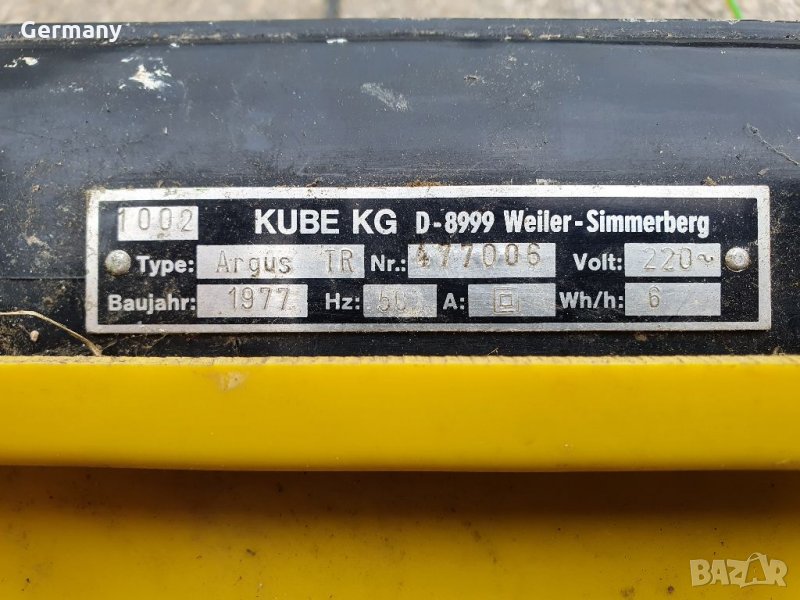 Germany
1002 KUBE KG D-8999 Weiler-Simmerberg
Type: Argus TR Nr.: 477006 Volt: 220~
Baujahr: 1977 Hz: 50 A: Wh/h: 6
BAZAR